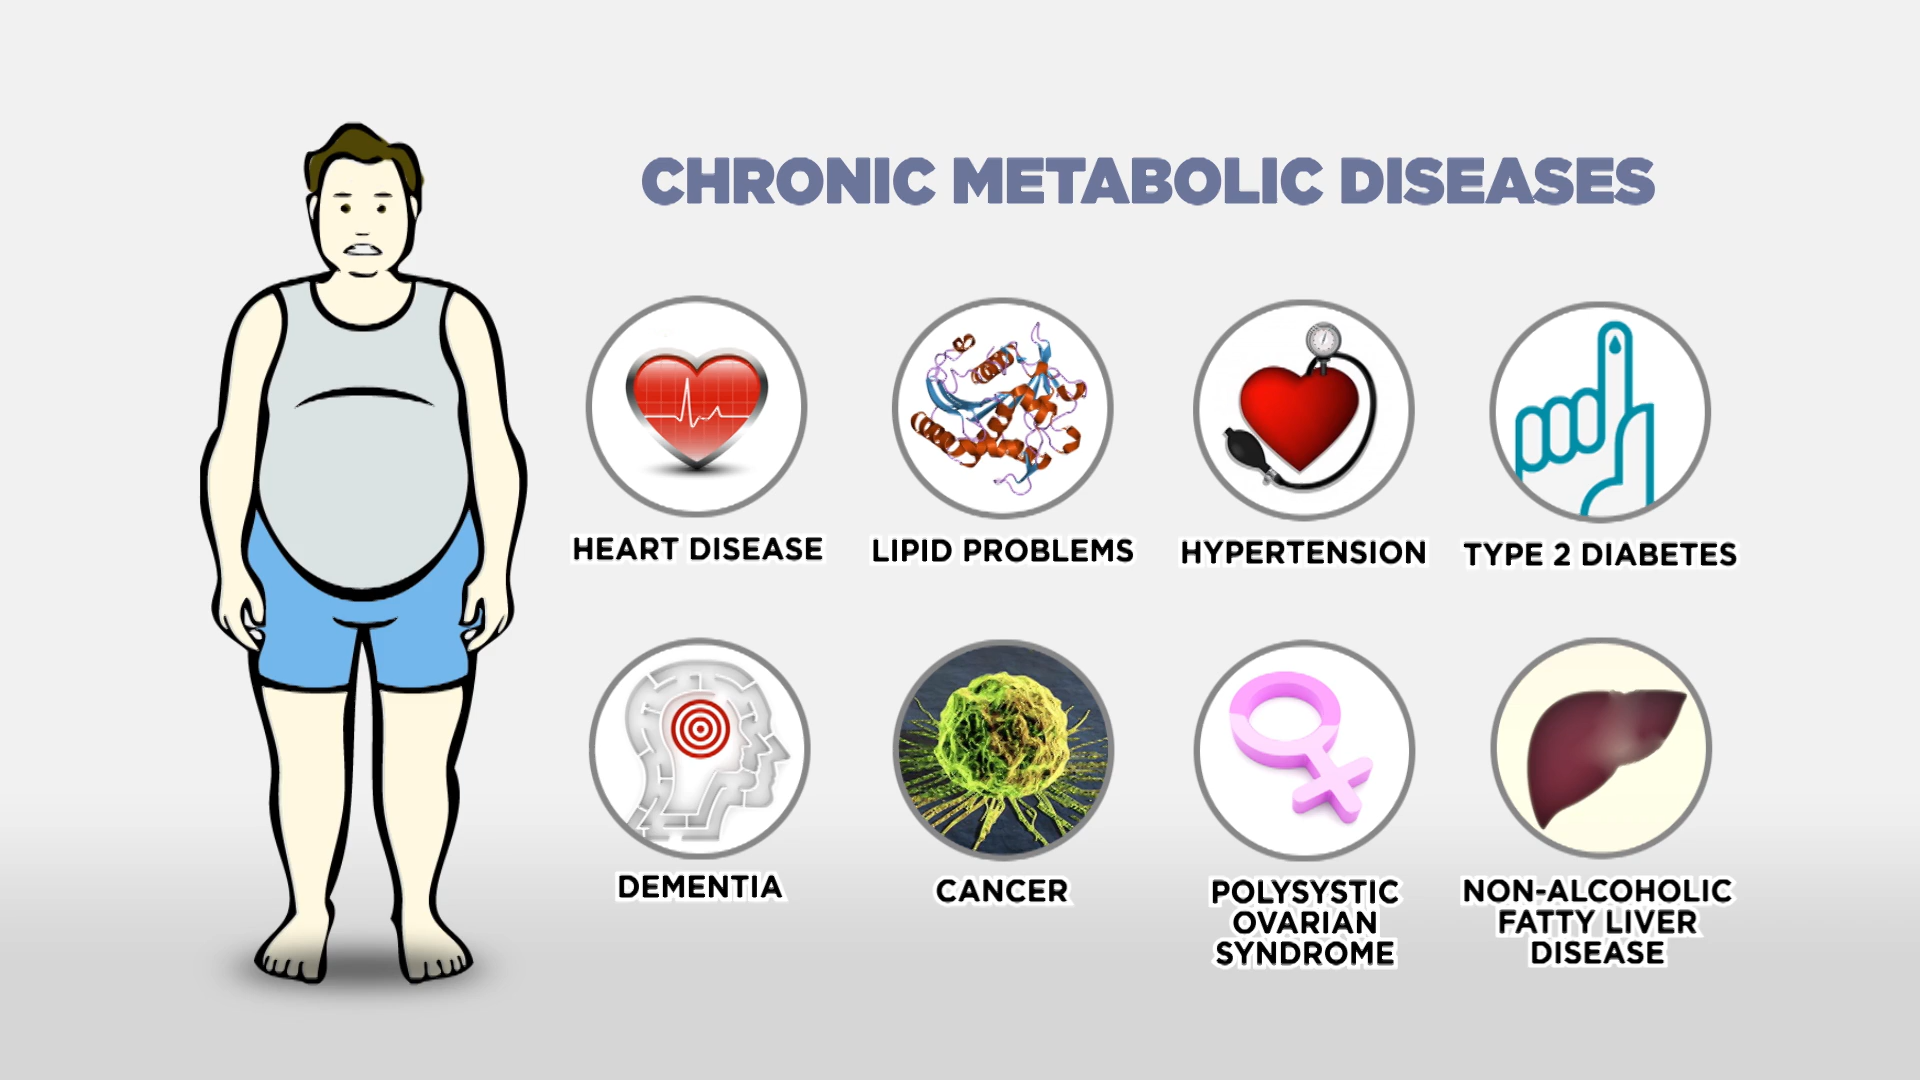 CHRONIC METABOLIC DISEASES
HEART DISEASE
LIPID PROBLEMS
HYPERTENSION
TYPE 2 DIABETES
DEMENTIA
CANCER
POLYSYSTIC
OVARIAN
SYNDROME
NON-ALCOHOLIC
FATTY LIVER
DISEASE